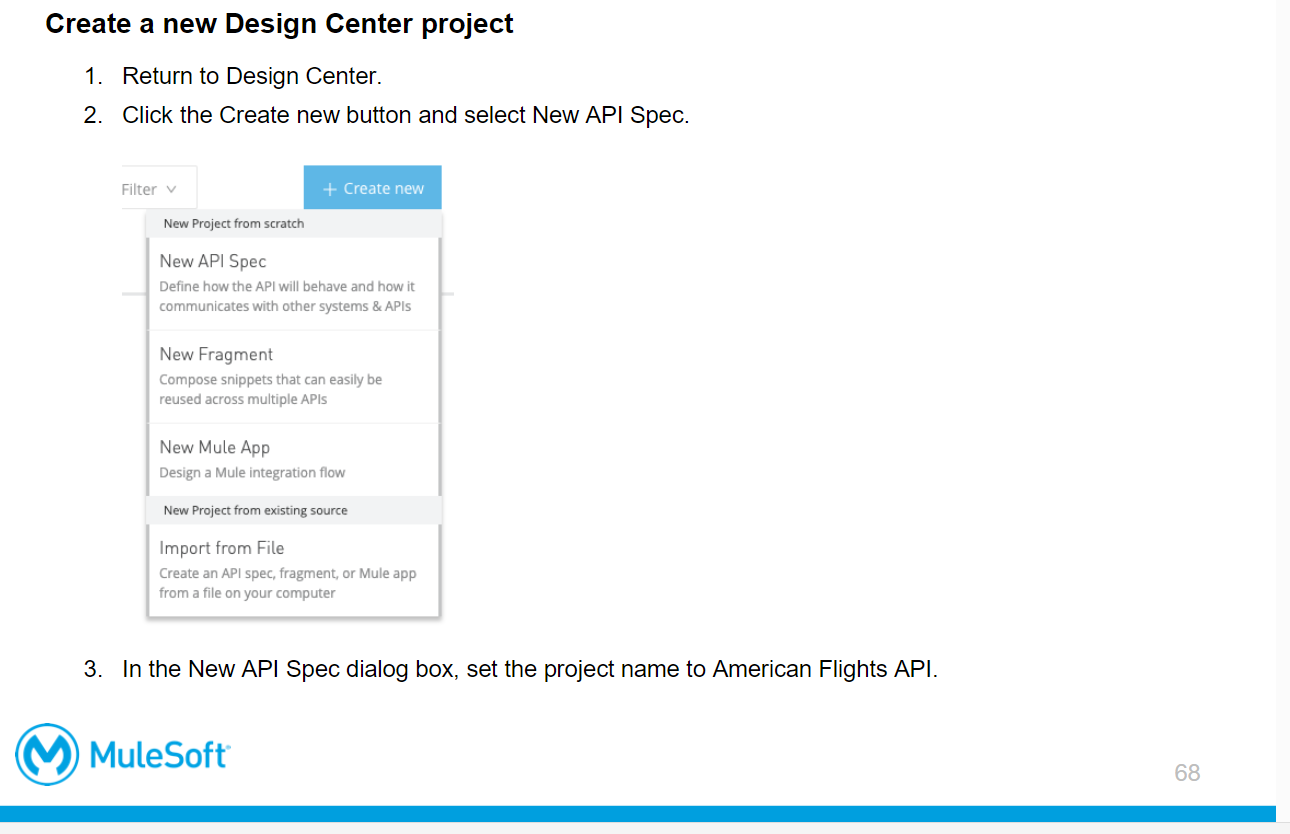 Create a new Design Center project
1. Return to Design Center.
2. Click the Create new button and select New API Spec.
Filter
+ Create new
New Project from scratch
New API Spec
Define how the API will behave and how it
communicates with other systems & APIs
New Fragment
Compose snippets that can easily be
reused across multiple APIs
New Mule App
Design a Mule integration flow
New Project from existing source
Import from File
Create an API spec, fragment, or Mule app
from a file on your computer
3. In the New API Spec dialog box, set the project name to American Flights API.
MuleSoft
68